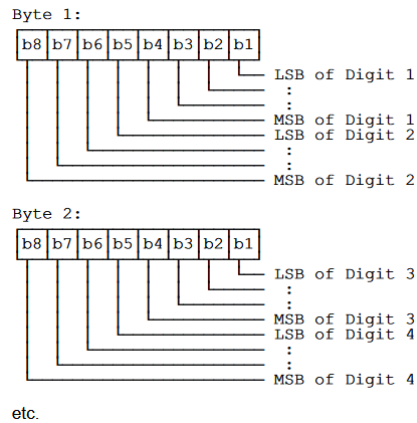 Byte 1:
b8 b7 b6 b5 b4 b3 b2 b1
LSB of Digit 1
:
:
MSB of Digit 1
LSB of Digit 2
:
:
MSB of Digit 2
Byte 2:
b8 b7 b6 b5 b4 b3 b2 b1
LSB of Digit 3
:
:
MSB of Digit 3
LSB of Digit 4
:
:
MSB of Digit 4
etc.